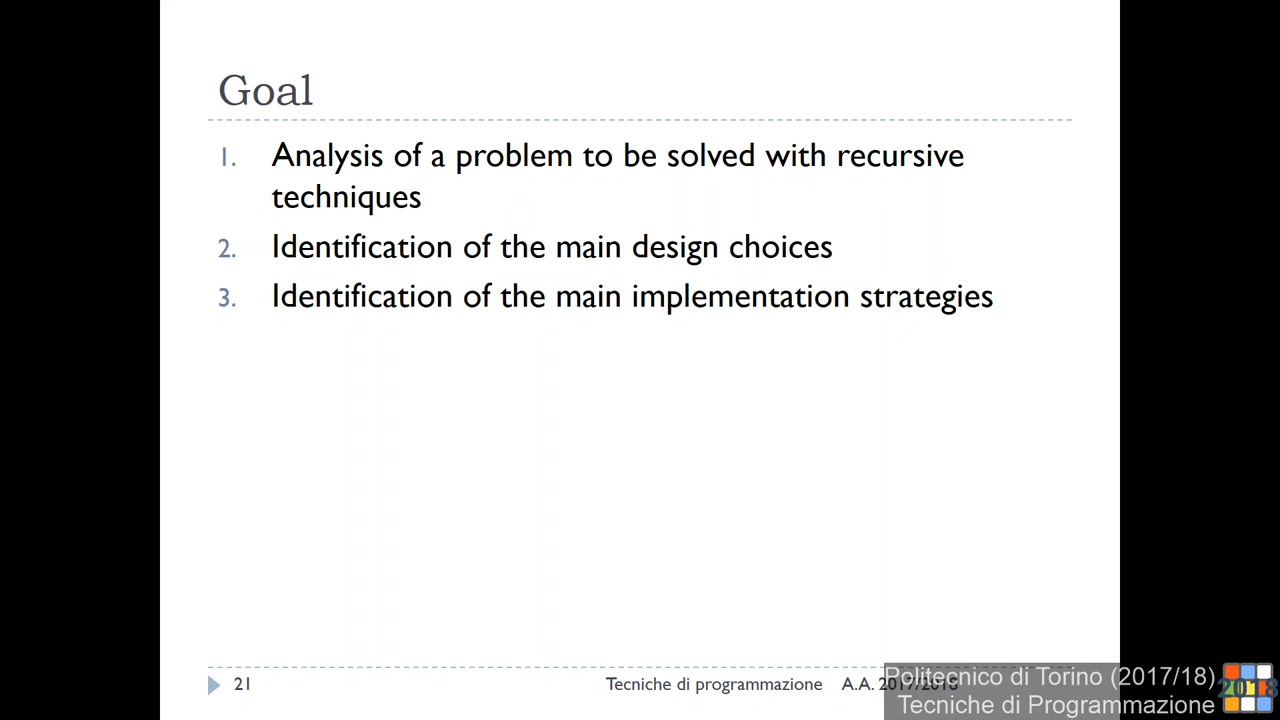 Goal
1. Analysis of a problem to be solved with recursive
techniques
2. Identification of the main design choices
3. Identification of the main implementation strategies
21
Tecniche di programmazione A.A. 2017/2018
Politecnico di Torino (2017/18)
Tecniche di Programmazione
2018